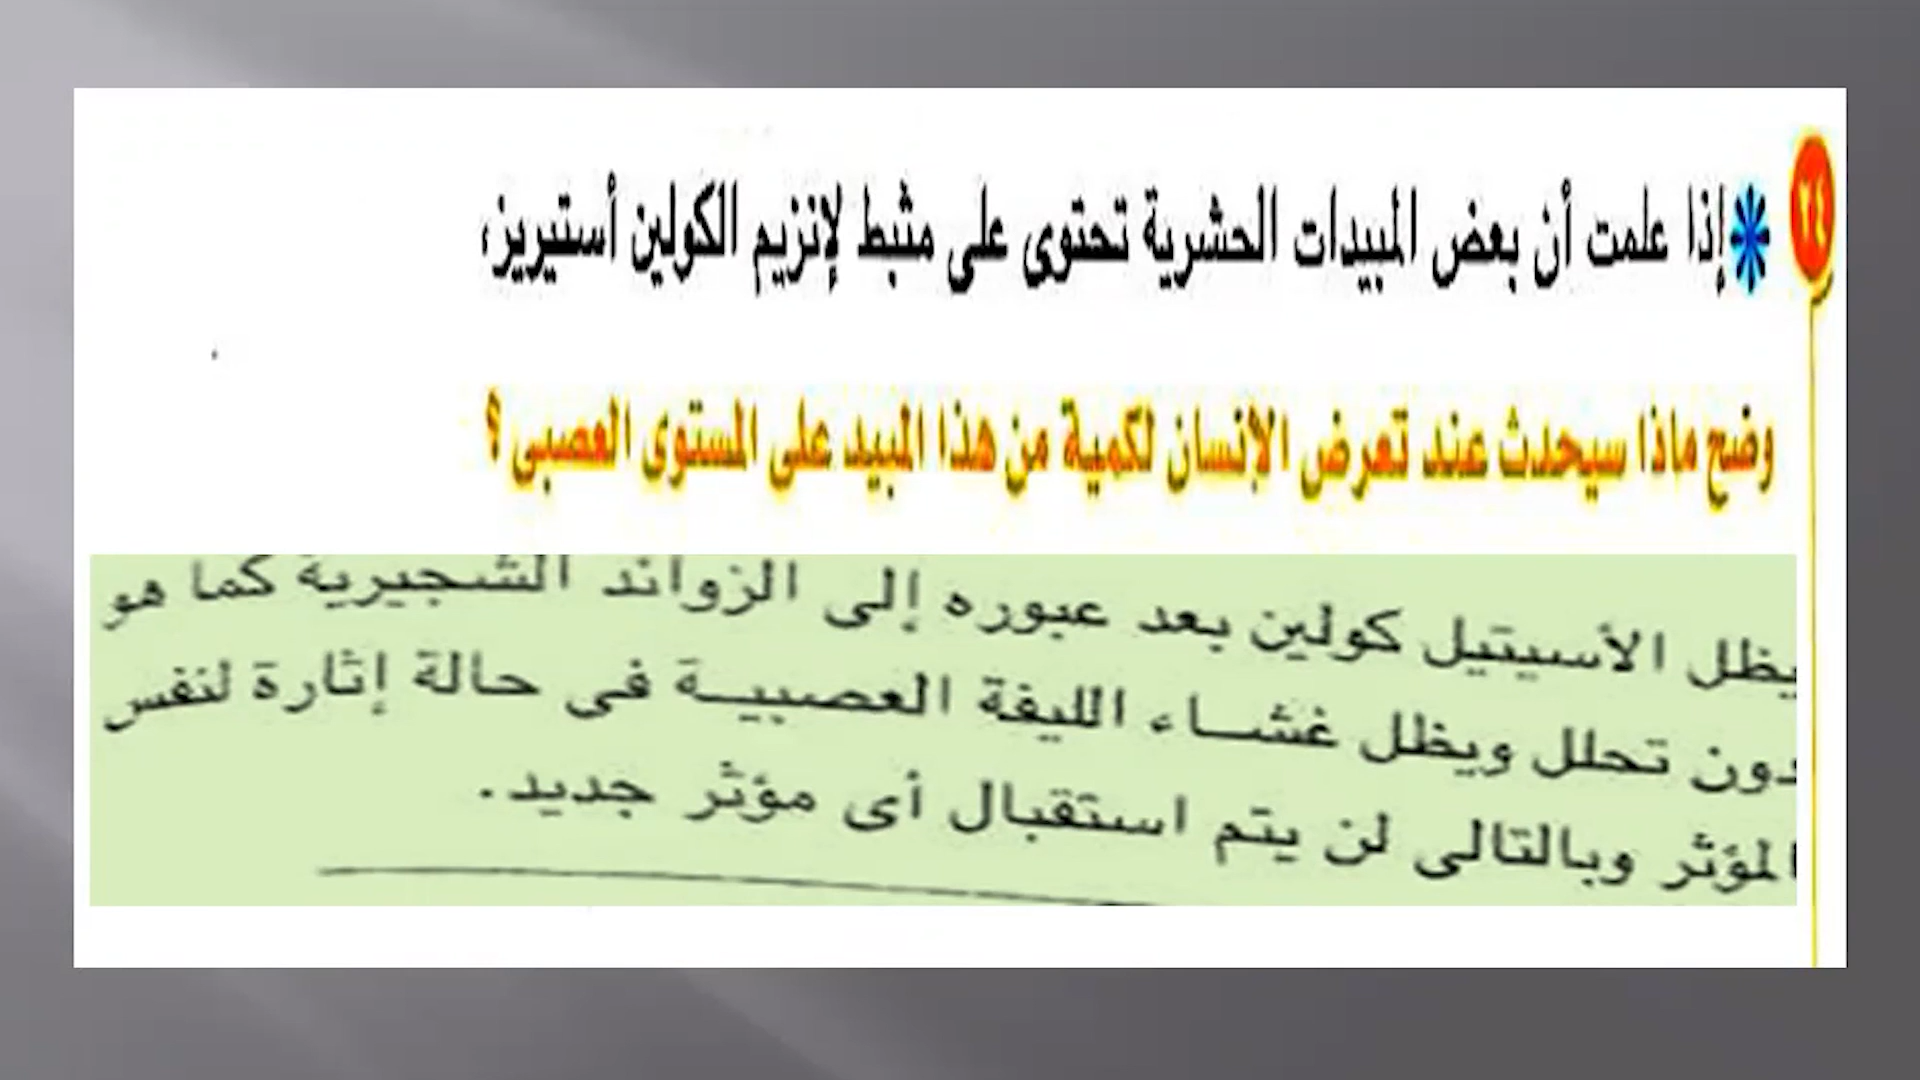 ٢٤
*إذا علمت أن بعض المبيدات الحشرية تحتوى على مثبط لإنزيم الكولين أستيريز،
وضح ماذا سيحدث عند تعرض الإنسان لكمية من هذا المبيد على المستوى العصبى ؟
يظل الأسيتيل كولين بعد عبوره إلى الزوائد الشجيرية كما هو
دون تحلل ويظل غشاء الليفة العصبية فى حالة إثارة لنفس
المؤثر وبالتالى لن يتم استقبال أى مؤثر جديد.